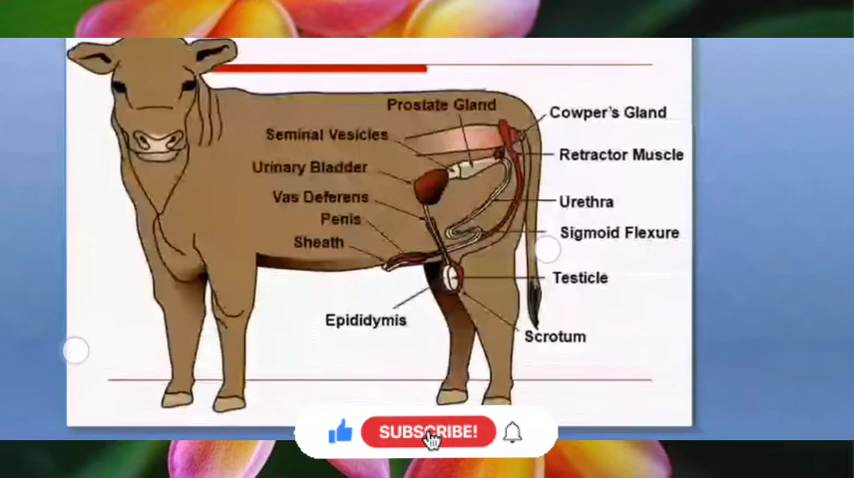 Prostate Gland
Cowper's Gland
Seminal Vesicles
Retractor Muscle
Urinary Bladder
Vas Deferens
Urethra
Penis
Sigmoid Flexure
Sheath
Testicle
Epididymis
Scrotum
SUBSCRIBE!